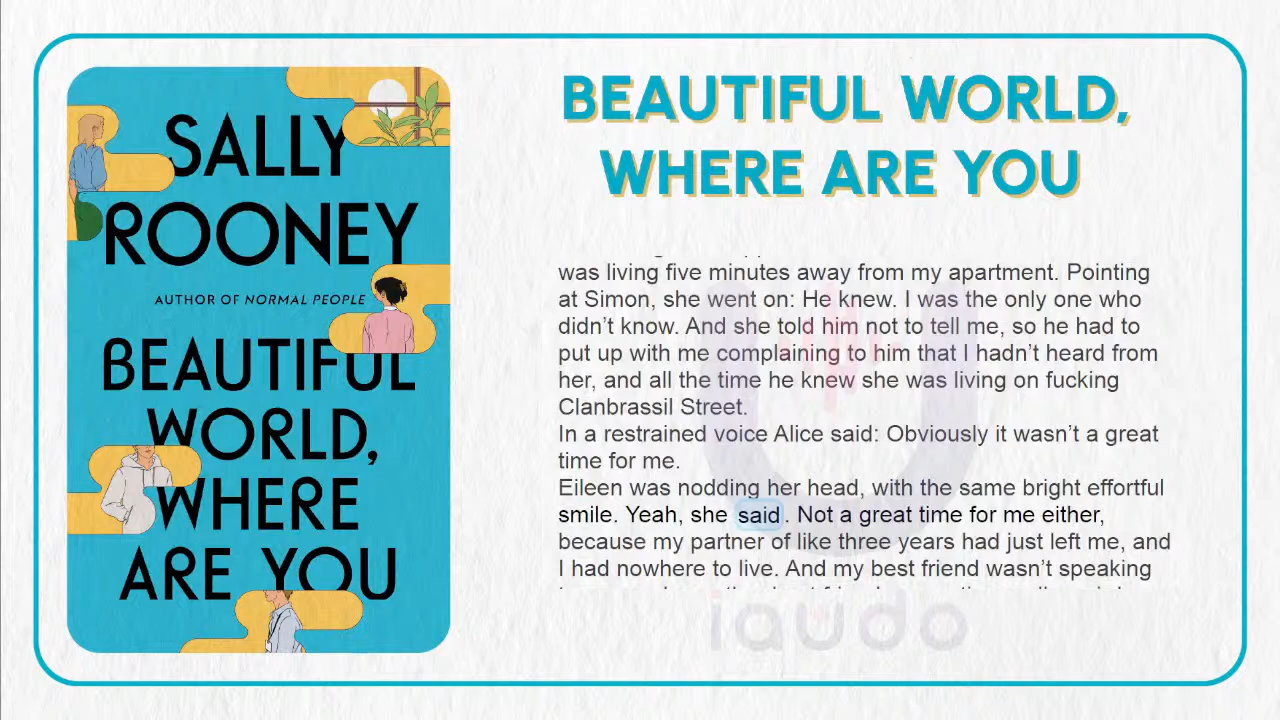 SALLY
ROONEY
AUTHOR OF NORMAL PEOPLE
BEAUTIFUL
WORLD,
WHERE
ARE YOU
BEAUTIFUL WORLD,
WHERE ARE YOU
was living five minutes away from my apartment. Pointing
at Simon, she went on: He knew. I was the only one who
didn’t know. And she told him not to tell me, so he had to
put up with me complaining to him that I hadn’t heard from
her, and all the time he knew she was living on fucking
Clanbrassil Street.
In a restrained voice Alice said: Obviously it wasn’t a great
time for me.
Eileen was nodding her head, with the same bright effortful
smile. Yeah, she said. Not a great time for me either,
because my partner of like three years had just left me, and
I had nowhere to live. And my best friend wasn’t speaking
iaudo